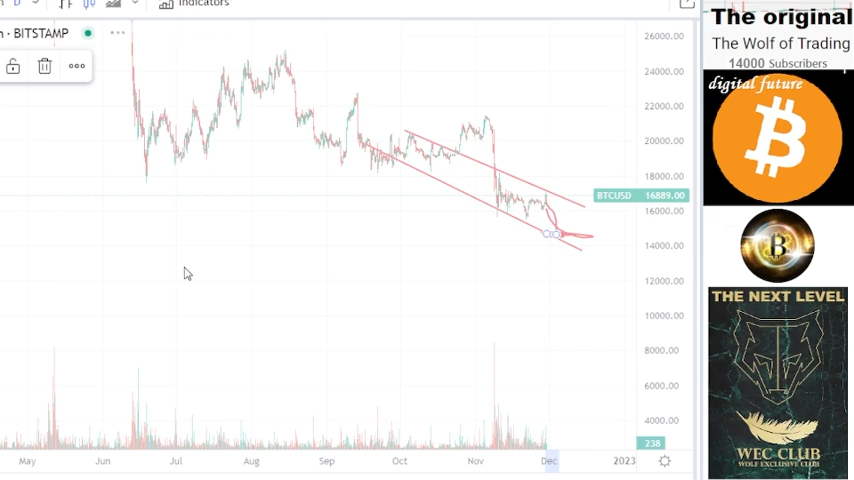 Indicators
· BITSTAMP
26000.00
24000.00
22000.00
20000.00
18000.00
BTCUSD 16889.00
16000.00
14000.00
12000.00
10000.00
8000.00
6000.00
4000.00
238
May Jun Jul Aug Sep Oct Nov Dec 2023
The original
The Wolf of Trading
14000 Subscribers
digital future
THE NEXT LEVEL
WEC CLUB
WOLF EXCLUSIVE CLUB